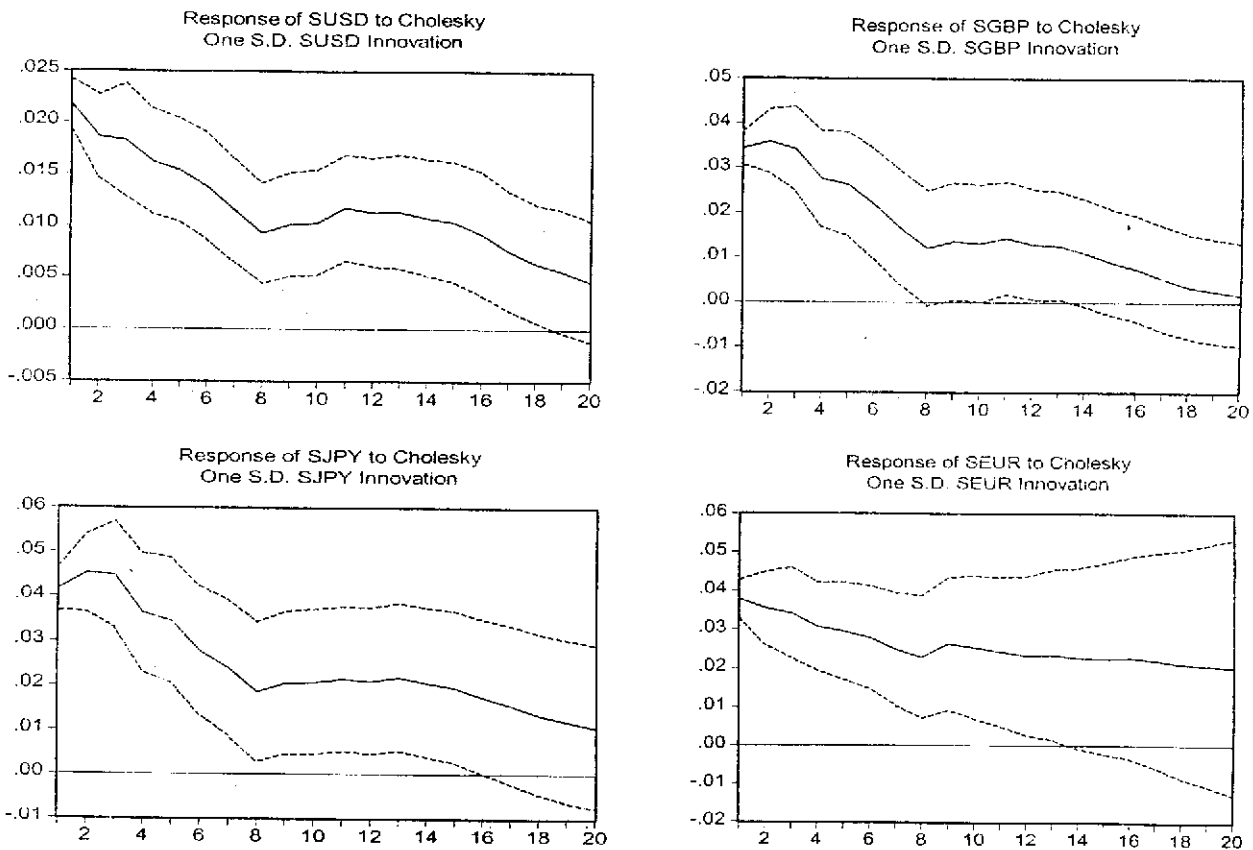 Response of SUSD to Cholesky
One S.D. SUSD Innovation
.025
.020
.015
.010
.005
.000
-.005
2 4 6 8 10 12 14 16 18 20
Response of SGBP to Cholesky
One S.D. SGBP Innovation
.05
.04
.03
.02
.01
.00
-.01
-.02
2 4 6 8 10 12 14 16 18 20
Response of SJPY to Cholesky
One S.D. SJPY Innovation
.06
.05
.04
.03
.02
.01
.00
-.01
2 4 6 8 10 12 14 16 18 20
Response of SEUR to Cholesky
One S.D. SEUR Innovation
.06
.05
.04
.03
.02
.01
.00
-.01
-.02
2 4 6 8 10 12 14 16 18 20